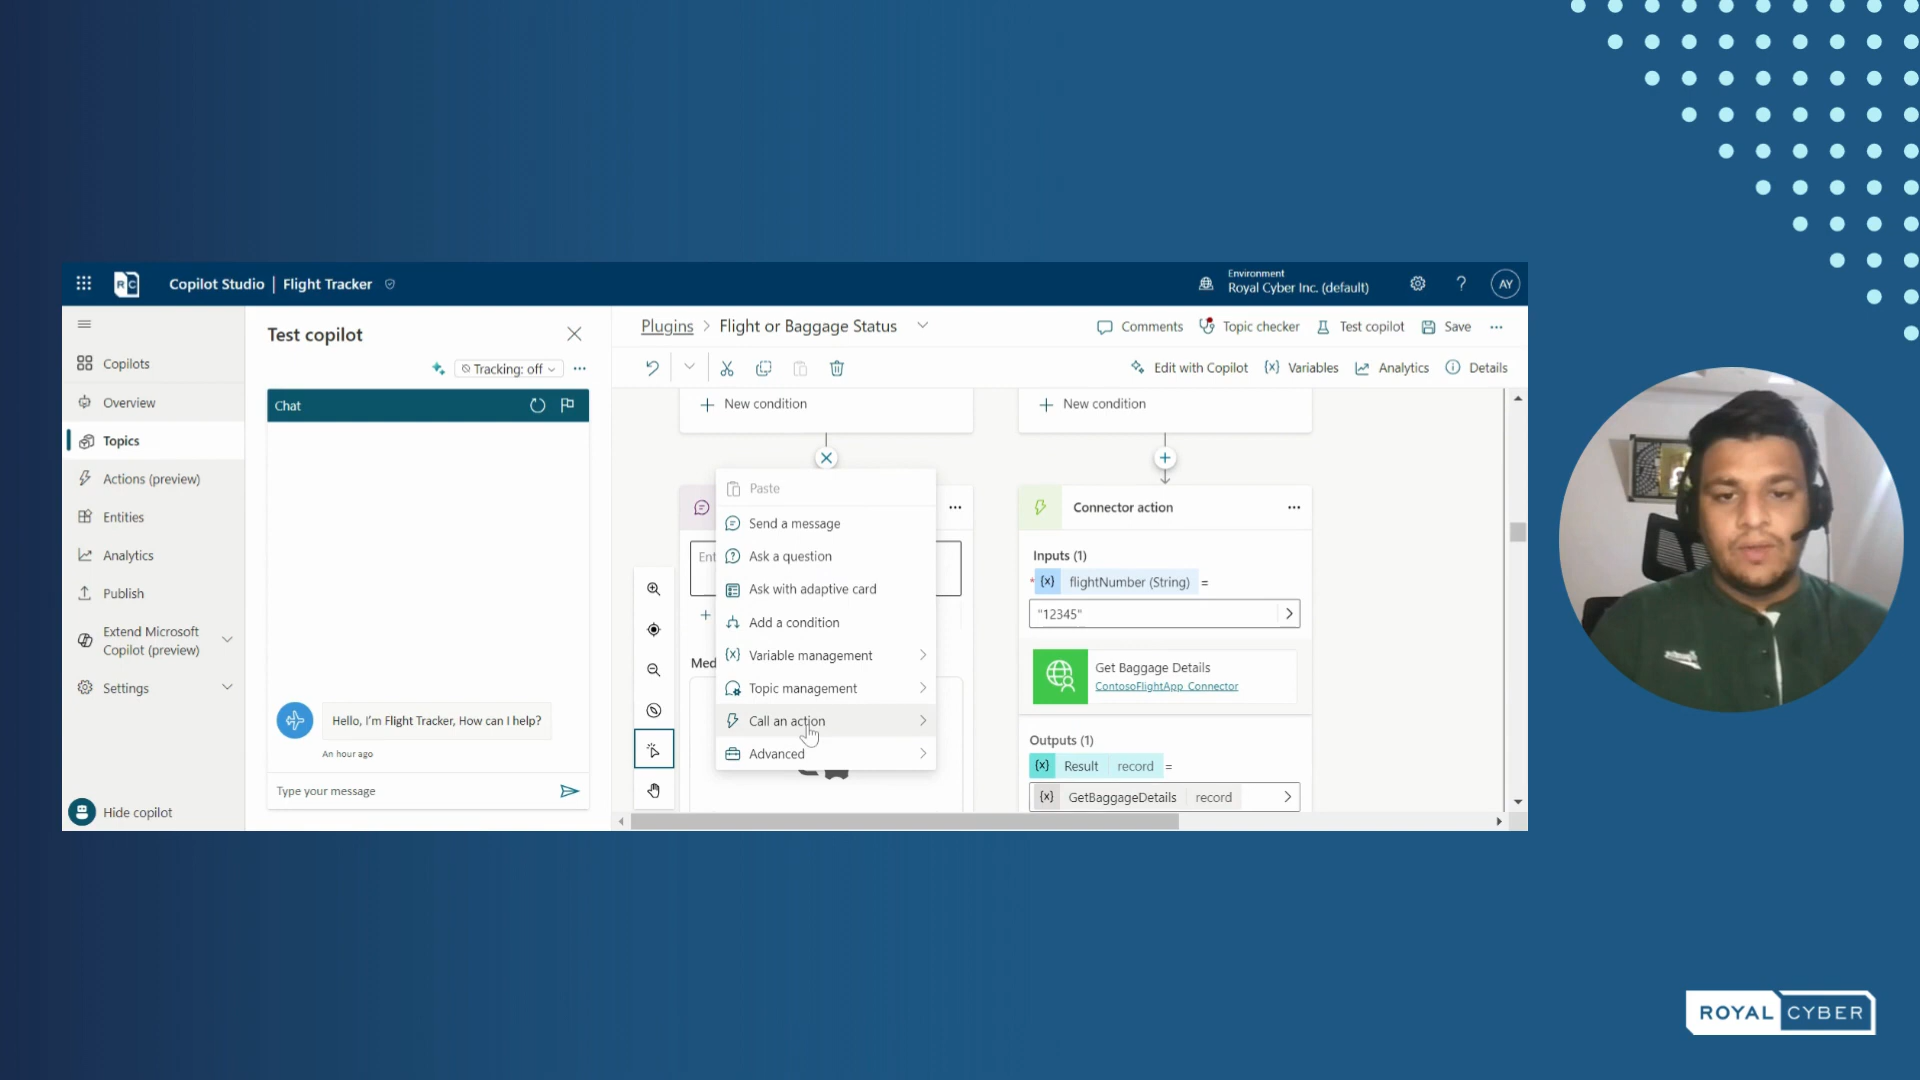 RC
Copilot Studio | Flight Tracker
Environment
Royal Cyber Inc. (default)
?
AY
Copilots
Overview
Topics
Actions (preview)
Entities
Analytics
Publish
Extend Microsoft
Copilot (preview)
Settings
Hide copilot
Test copilot
Tracking: off
Chat
Hello, I'm Flight Tracker, How can I help?
An hour ago
Type your message
Plugins > Flight or Baggage Status
Comments
Topic checker
Test copilot
Save
Edit with Copilot
{x} Variables
Analytics
Details
+ New condition
Ent
Med
Paste
Send a message
Ask a question
Ask with adaptive card
Add a condition
{x} Variable management
Topic management
Call an action
Advanced
+ New condition
Connector action
Inputs (1)
* {x} flightNumber (String) =
"12345"
Get Baggage Details
ContosoFlightApp_Connector
Outputs (1)
{x} Result record =
{x} GetBaggageDetails record
ROYAL CYBER